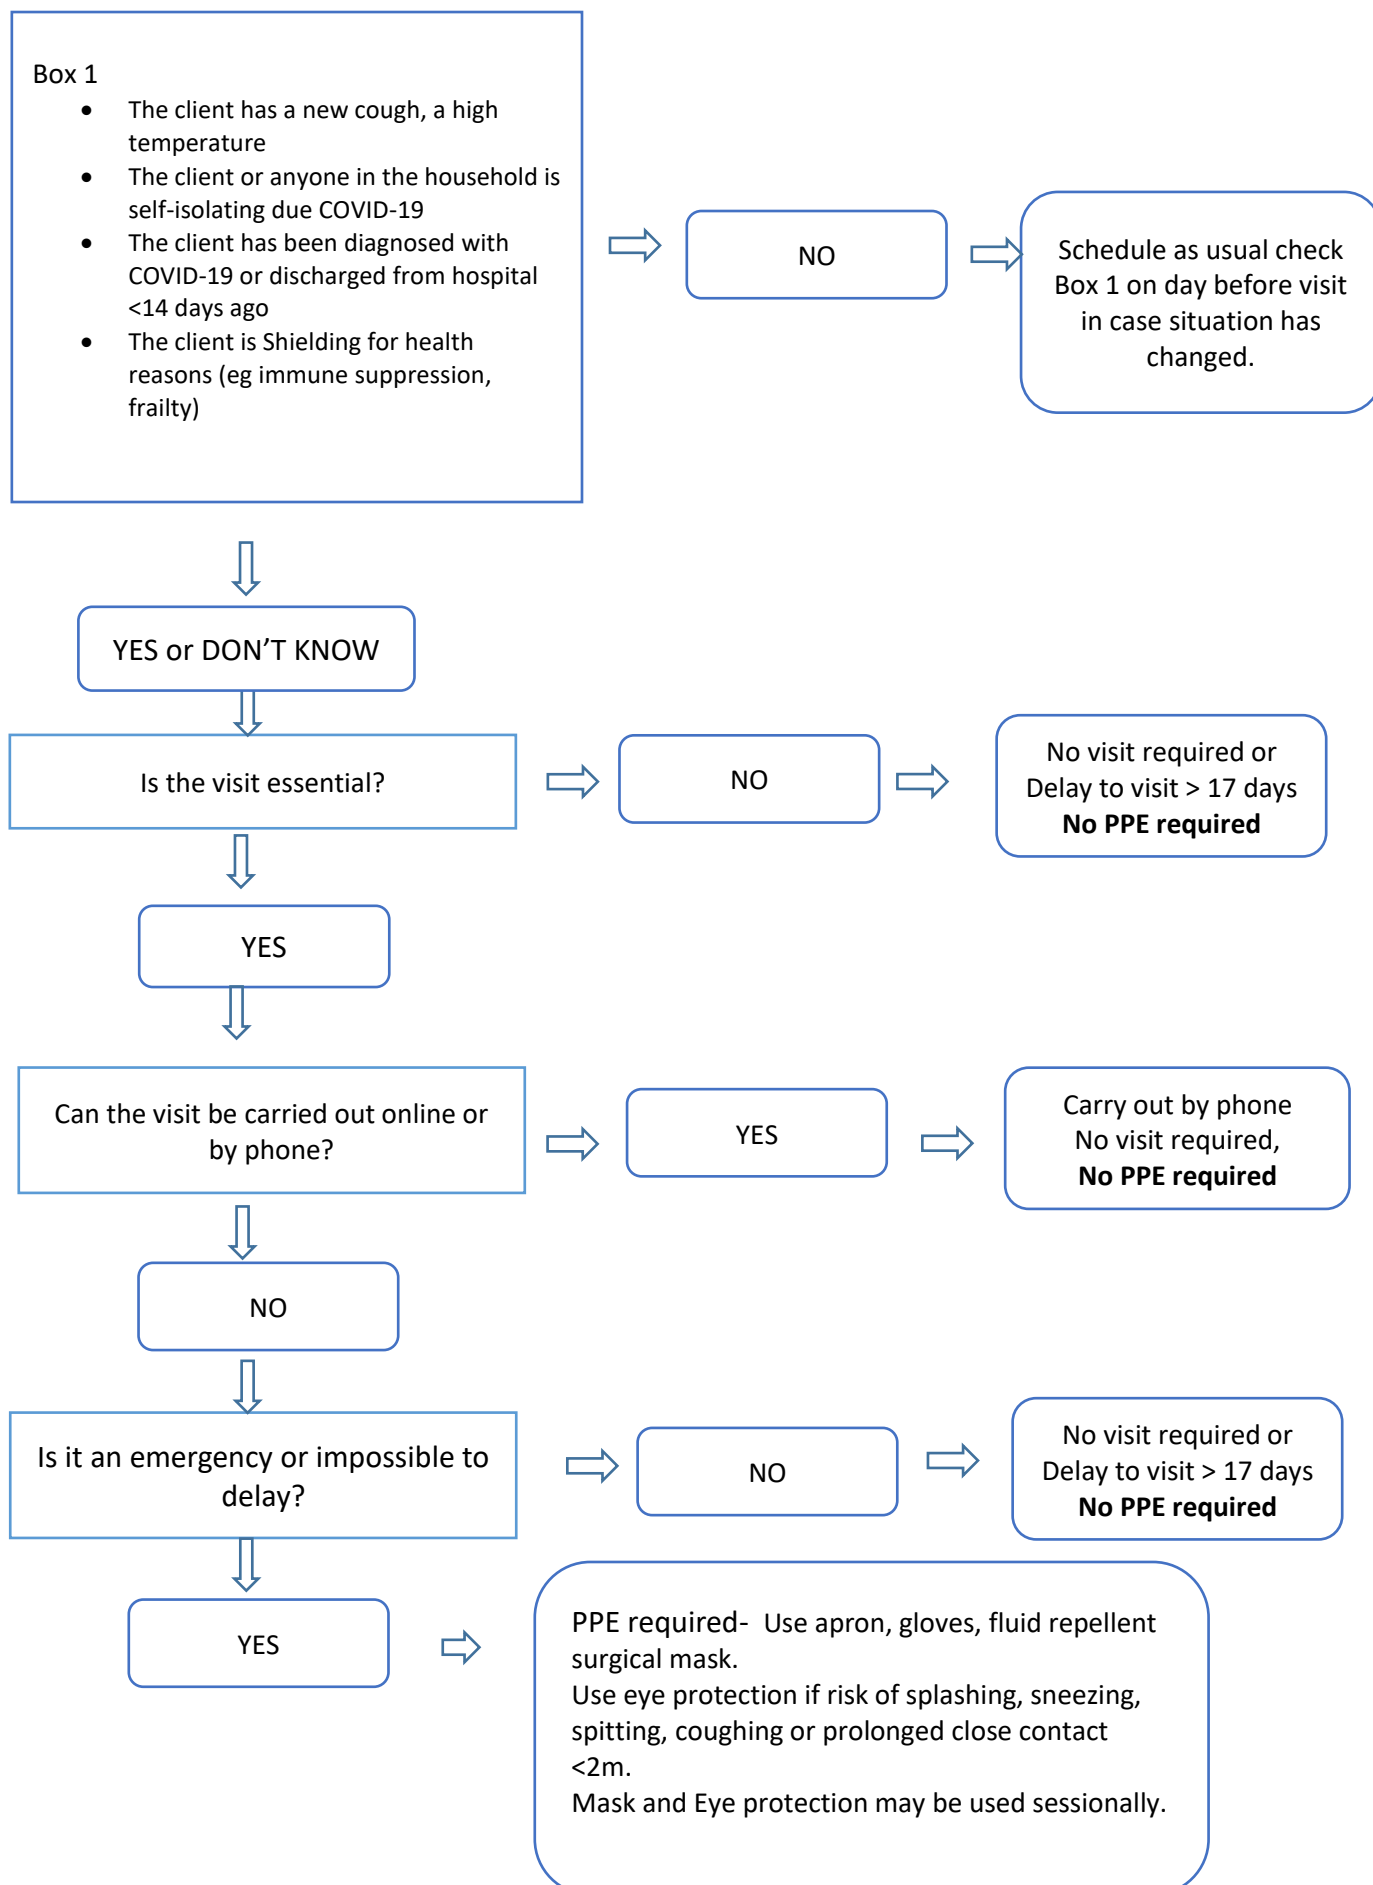 Box 1
• The client has a new cough, a high
temperature
• The client or anyone in the household is
self-isolating due COVID-19
• The client has been diagnosed with
COVID-19 or discharged from hospital
<14 days ago
• The client is Shielding for health
reasons (eg immune suppression,
frailty)
NO
Schedule as usual check
Box 1 on day before visit
in case situation has
changed.
YES or DON’T KNOW
Is the visit essential?
NO
No visit required or
Delay to visit > 17 days
No PPE required
YES
Can the visit be carried out online or
by phone?
YES
Carry out by phone
No visit required,
No PPE required
NO
Is it an emergency or impossible to
delay?
NO
No visit required or
Delay to visit > 17 days
No PPE required
YES
PPE required- Use apron, gloves, fluid repellent
surgical mask.
Use eye protection if risk of splashing, sneezing,
spitting, coughing or prolonged close contact
<2m.
Mask and Eye protection may be used sessionally.